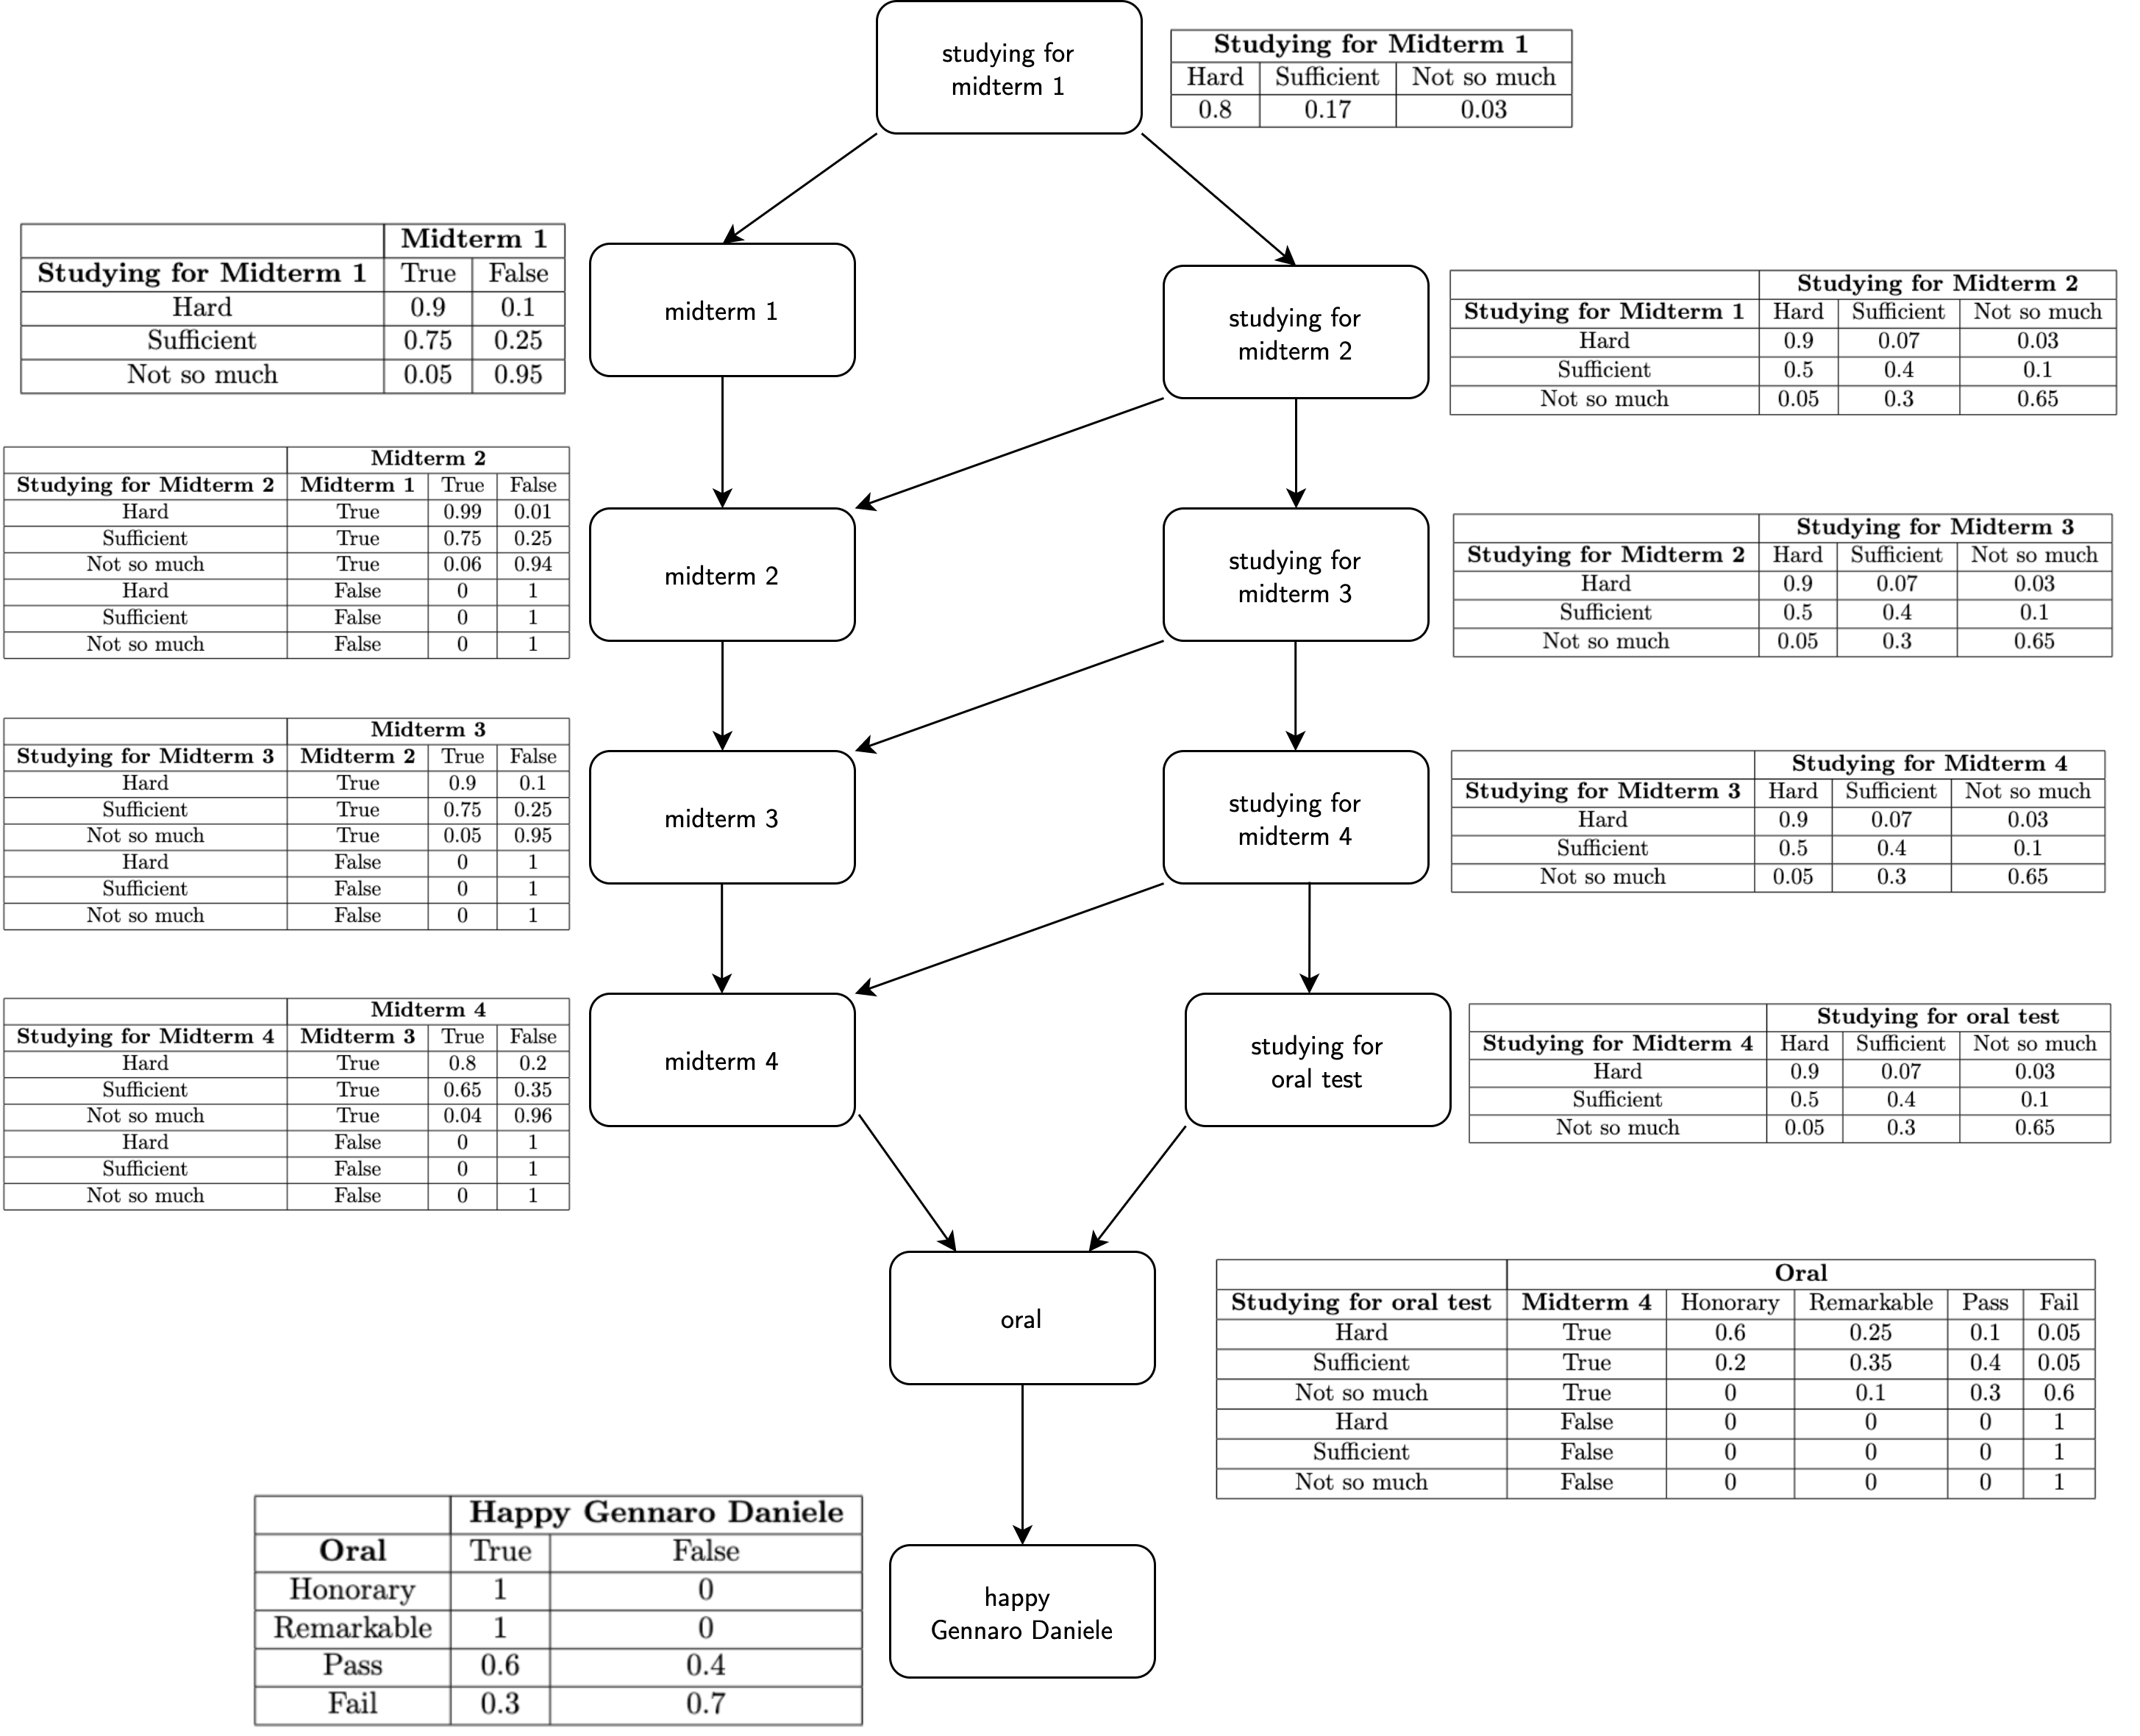 studying for
midterm 1
Studying for Midterm 1
Hard Sufficient Not so much
0.8 0.17 0.03
Midterm 1
Studying for Midterm 1 True False
Hard 0.9 0.1
Sufficient 0.75 0.25
Not so much 0.05 0.95
midterm 1
studying for
midterm 2
Studying for Midterm 2
Studying for Midterm 1 Hard Sufficient Not so much
Hard 0.9 0.07 0.03
Sufficient 0.5 0.4 0.1
Not so much 0.05 0.3 0.65
Midterm 2
Studying for Midterm 2 Midterm 1 True False
Hard True 0.99 0.01
Sufficient True 0.75 0.25
Not so much True 0.06 0.94
Hard False 0 1
Sufficient False 0 1
Not so much False 0 1
midterm 2
studying for
midterm 3
Studying for Midterm 3
Studying for Midterm 2 Hard Sufficient Not so much
Hard 0.9 0.07 0.03
Sufficient 0.5 0.4 0.1
Not so much 0.05 0.3 0.65
Midterm 3
Studying for Midterm 3 Midterm 2 True False
Hard True 0.9 0.1
Sufficient True 0.75 0.25
Not so much True 0.05 0.95
Hard False 0 1
Sufficient False 0 1
Not so much False 0 1
midterm 3
studying for
midterm 4
Studying for Midterm 4
Studying for Midterm 3 Hard Sufficient Not so much
Hard 0.9 0.07 0.03
Sufficient 0.5 0.4 0.1
Not so much 0.05 0.3 0.65
Midterm 4
Studying for Midterm 4 Midterm 3 True False
Hard True 0.8 0.2
Sufficient True 0.65 0.35
Not so much True 0.04 0.96
Hard False 0 1
Sufficient False 0 1
Not so much False 0 1
midterm 4
studying for
oral test
Studying for oral test
Studying for Midterm 4 Hard Sufficient Not so much
Hard 0.9 0.07 0.03
Sufficient 0.5 0.4 0.1
Not so much 0.05 0.3 0.65
oral
Oral
Studying for oral test Midterm 4 Honorary Remarkable Pass Fail
Hard True 0.6 0.25 0.1 0.05
Sufficient True 0.2 0.35 0.4 0.05
Not so much True 0 0.1 0.3 0.6
Hard False 0 0 0 1
Sufficient False 0 0 0 1
Not so much False 0 0 0 1
Happy Gennaro Daniele
Oral True False
Honorary 1 0
Remarkable 1 0
Pass 0.6 0.4
Fail 0.3 0.7
happy
Gennaro Daniele